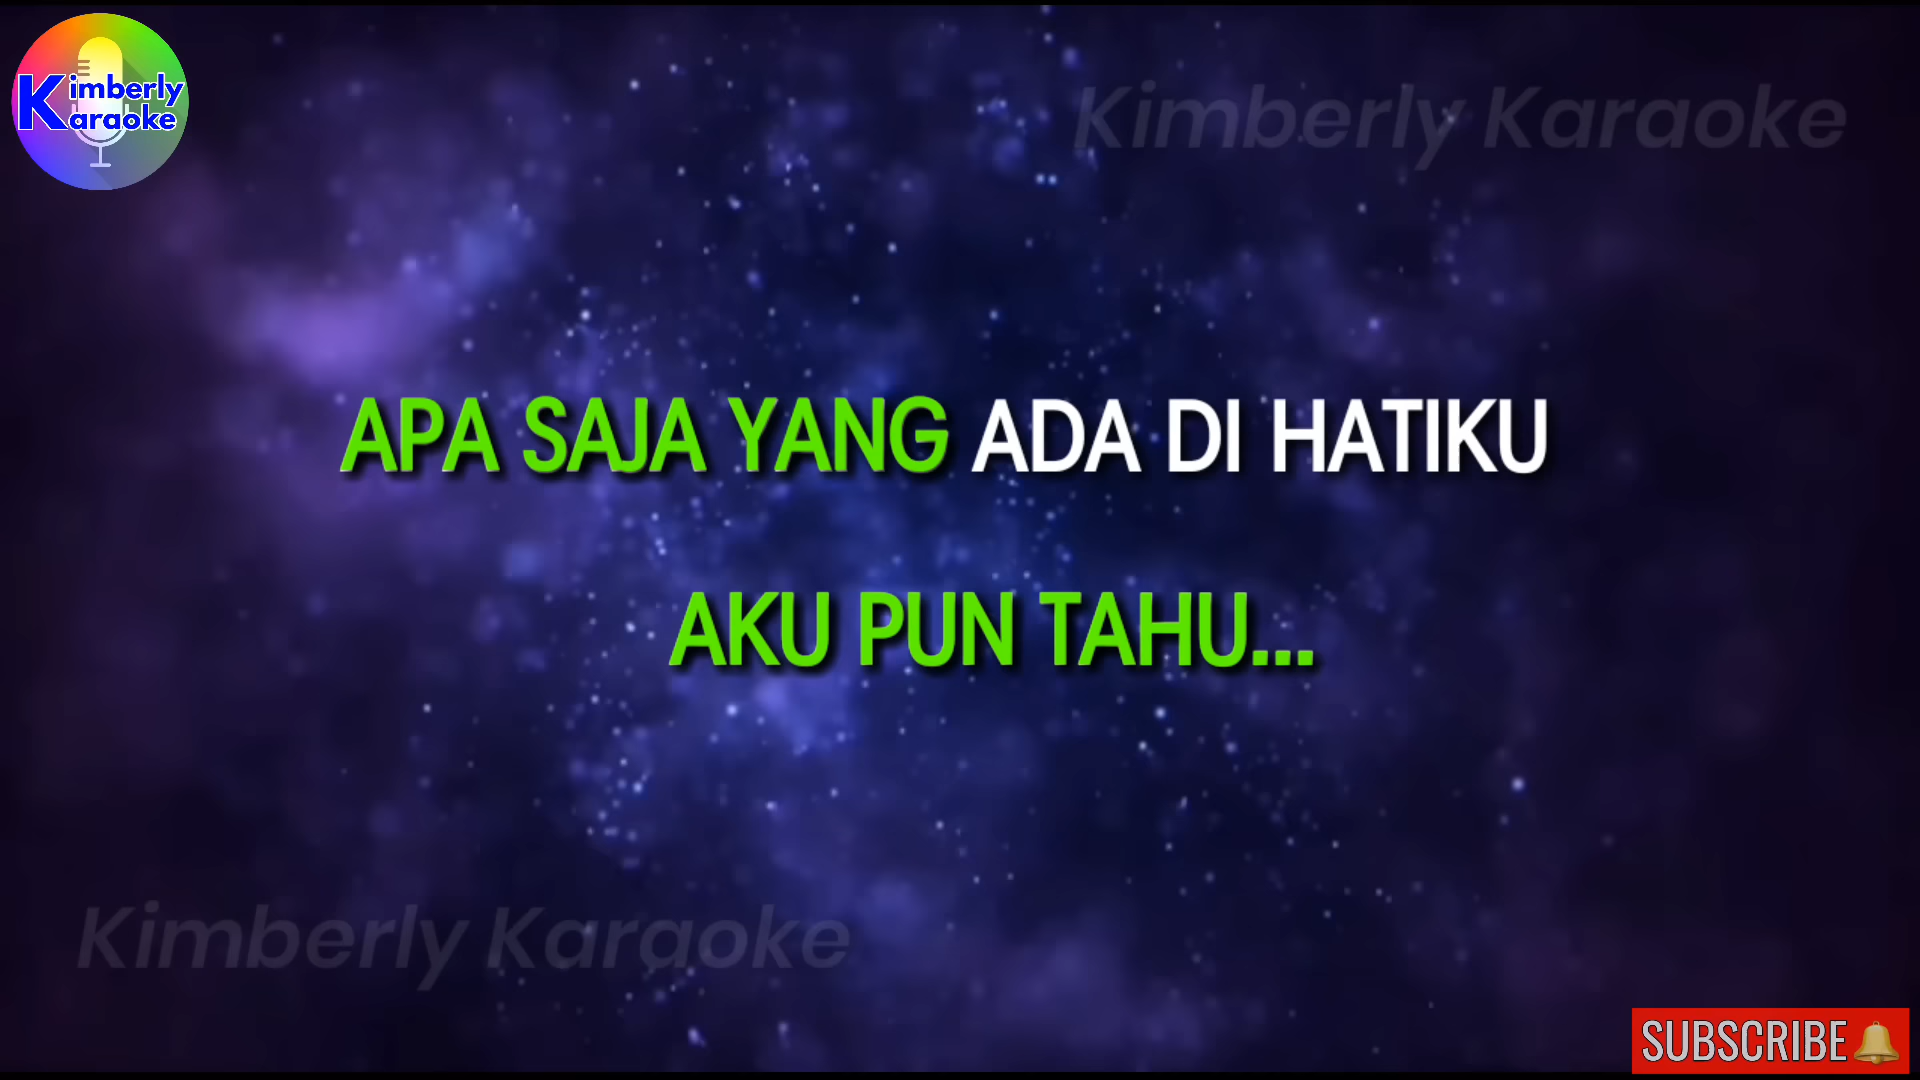 Kimberly
Karaoke
Kimberly Karaoke
APA SAJA YANG ADA DI HATIKU
AKU PUN TAHU...
Kimberly Karaoke
SUBSCRIBE